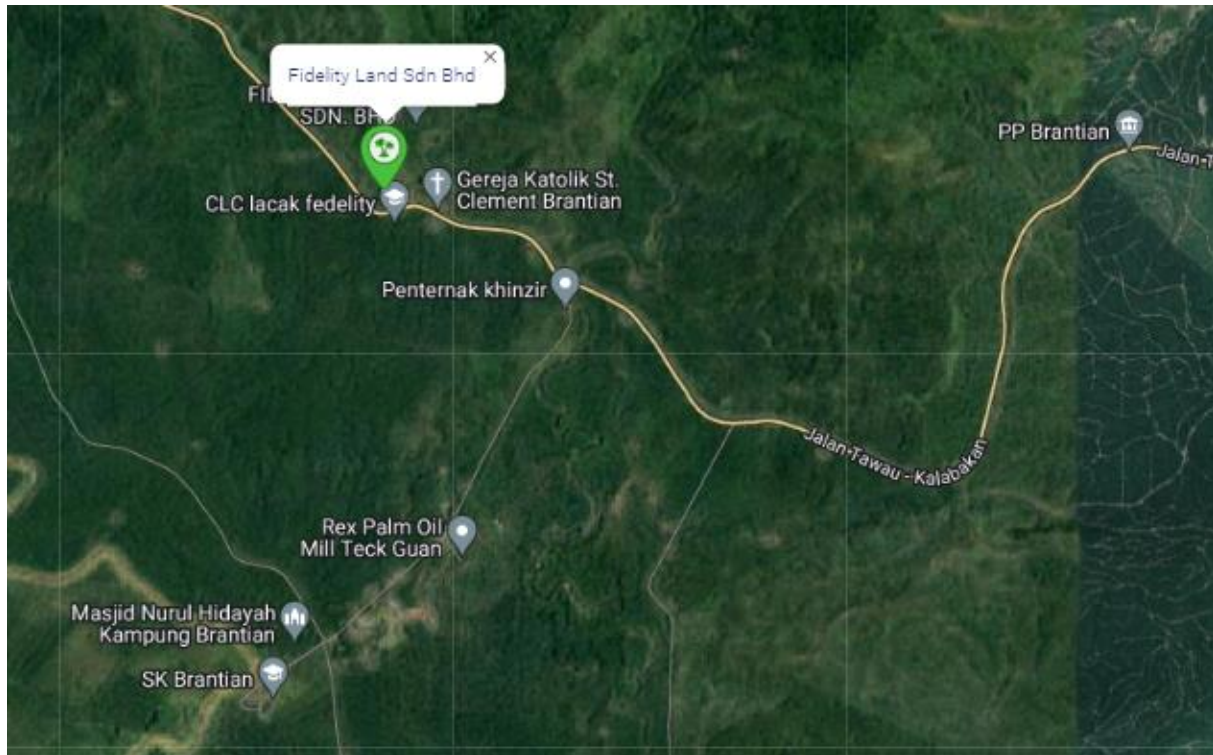 Fidelity Land Sdn Bhd
SDN. BHD
PP Brantian
Jalan-T
CLC lacak fedelity
Gereja Katolik St.
Clement Brantian
Penternak khinzir
Jalan-Tawau - Kalabakan
Rex Palm Oil
Mill Teck Guan
Masjid Nurul Hidayah
Kampung Brantian
SK Brantian